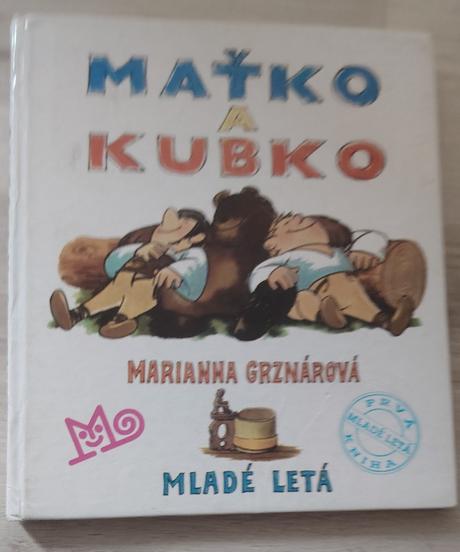 MAŤKO
A
KUBKO
MARIANNA GRZNÁROVÁ
PRVÁ
MLADÉ LETÁ
KNIHA
MLADÉ LETÁ